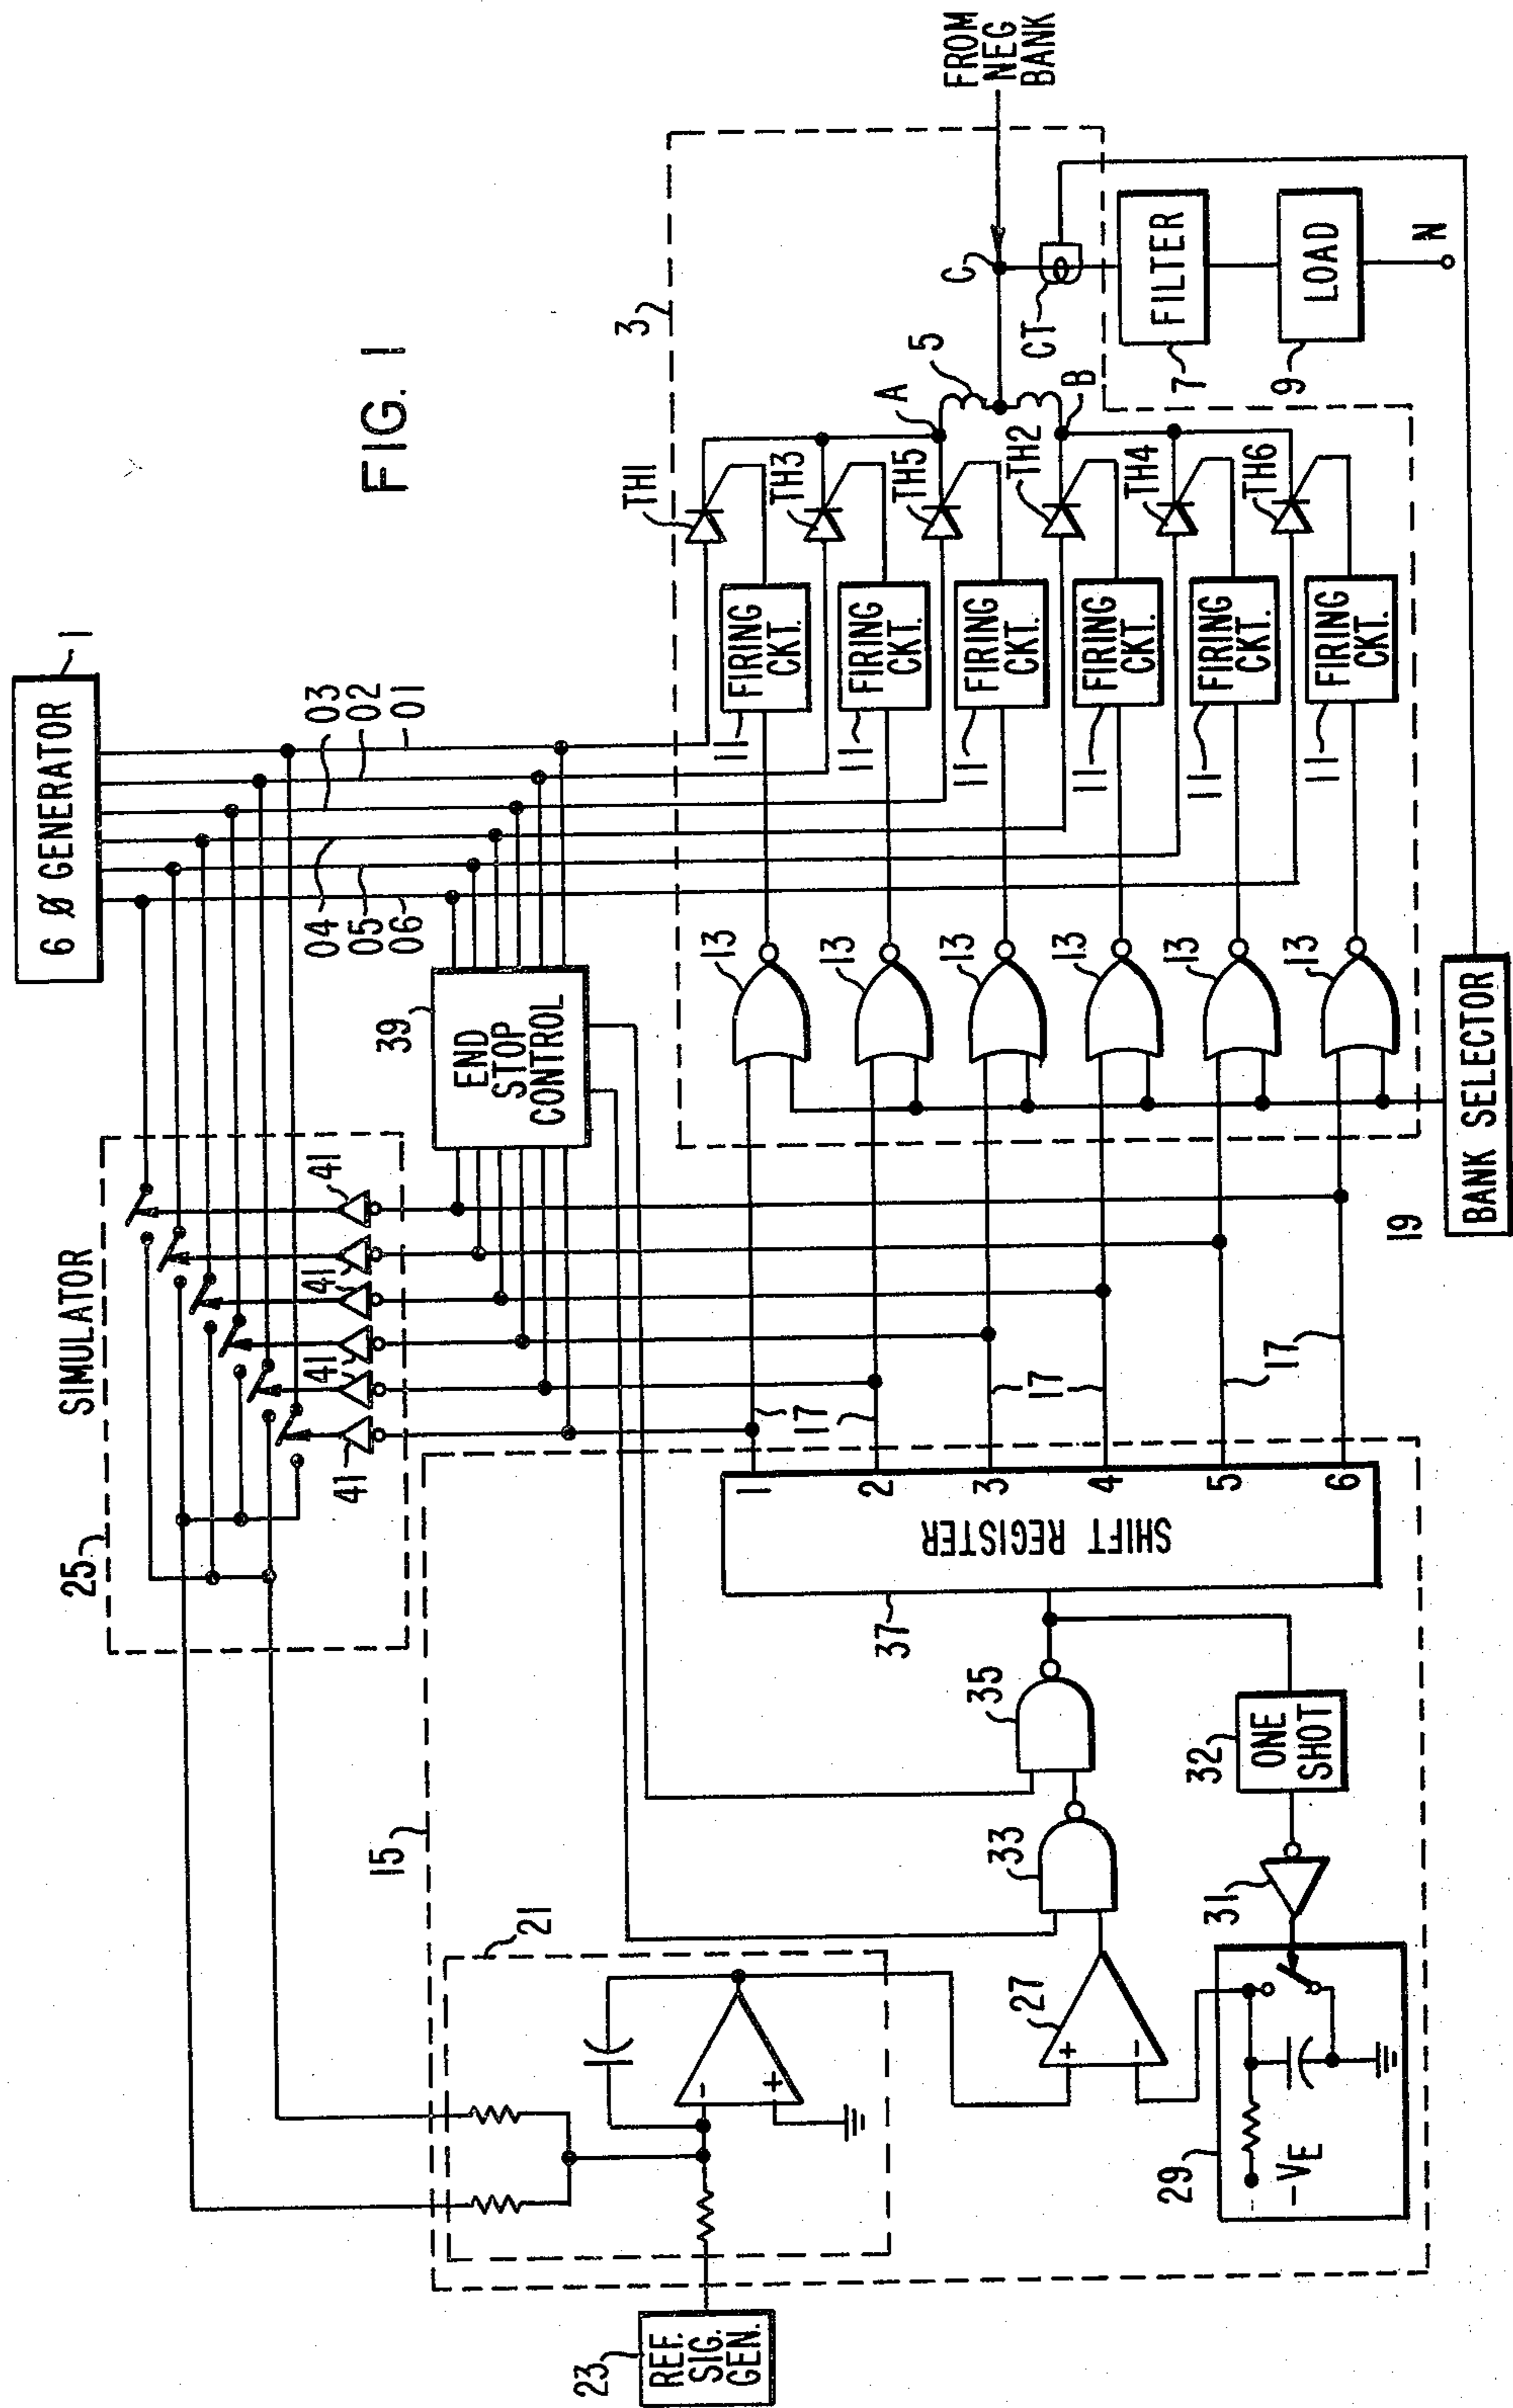 FIG. 1
6 Ø GENERATOR
1
03
02
01
04
05
06
SIMULATOR
25
41
41
41
41
41
39
END
STOP
CONTROL
3
FROM
NEG
BANK
TH1
TH3
TH5
TH2
TH4
TH6
A
5
B
C
CT
FILTER
7
LOAD
9
N
FIRING
CKT.
11
FIRING
CKT.
11
FIRING
CKT.
11
FIRING
CKT.
11
FIRING
CKT.
11
FIRING
CKT.
11
13
13
13
13
13
13
BANK SELECTOR
19
17
17
17
1
2
3
4
5
6
SHIFT REGISTER
37
35
33
32
ONE
SHOT
31
15
21
-
+
27
+
-
29
-VE
23
REF.
SIG.
GEN.